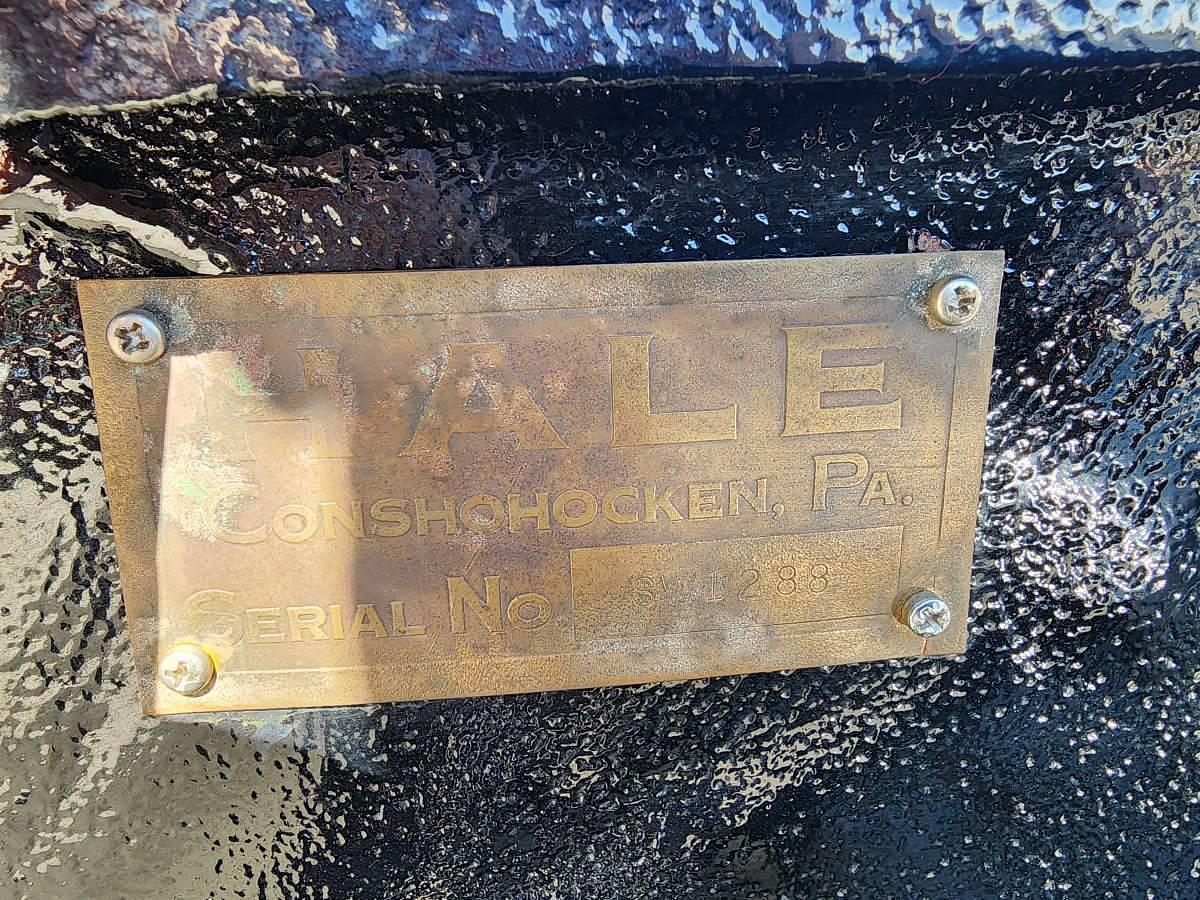 HALE
CONSHOHOCKEN, PA.
SERIAL NO. SW 1288